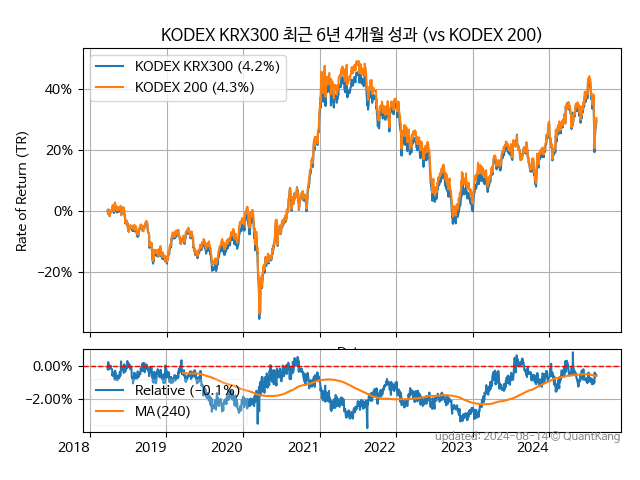 KODEX KRX300 최근 6년 4개월 성과 (vs KODEX 200)
KODEX KRX300 (4.2%)
KODEX 200 (4.3%)
Rate of Return (TR)
40%
20%
0%
−20%
0.00%
−2.00%
Relative (−0.1%)
MA(240)
updated: 2024-08-14 © QuantKang
2018 2019 2020 2021 2022 2023 2024